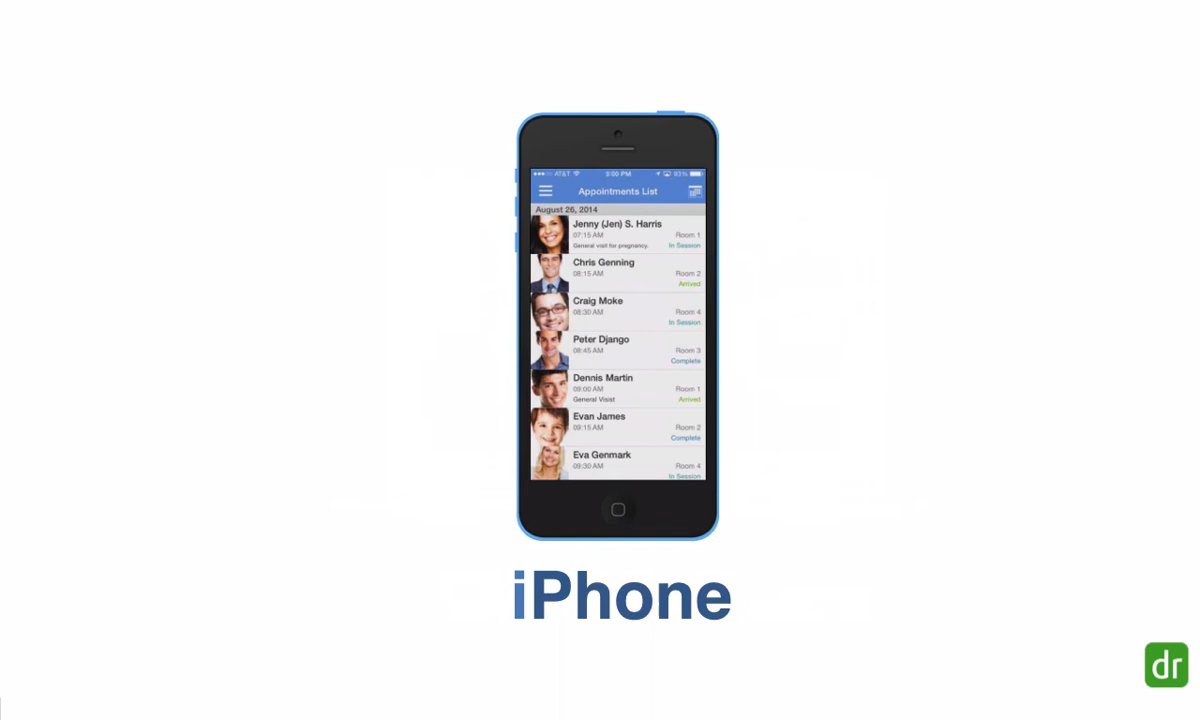 AT&T 3:00 PM 93%
Appointments List
August 26, 2014
Jenny (Jen) S. Harris
07:15 AM Room 1
General visit for pregnancy. In Session
Chris Genning
08:15 AM Room 2
Arrived
Craig Moke
08:30 AM Room 4
In Session
Peter Django
08:45 AM Room 3
Complete
Dennis Martin
09:00 AM Room 1
General Visist Arrived
Evan James
09:15 AM Room 2
Complete
Eva Genmark
09:30 AM Room 4
In Session
iPhone
dr